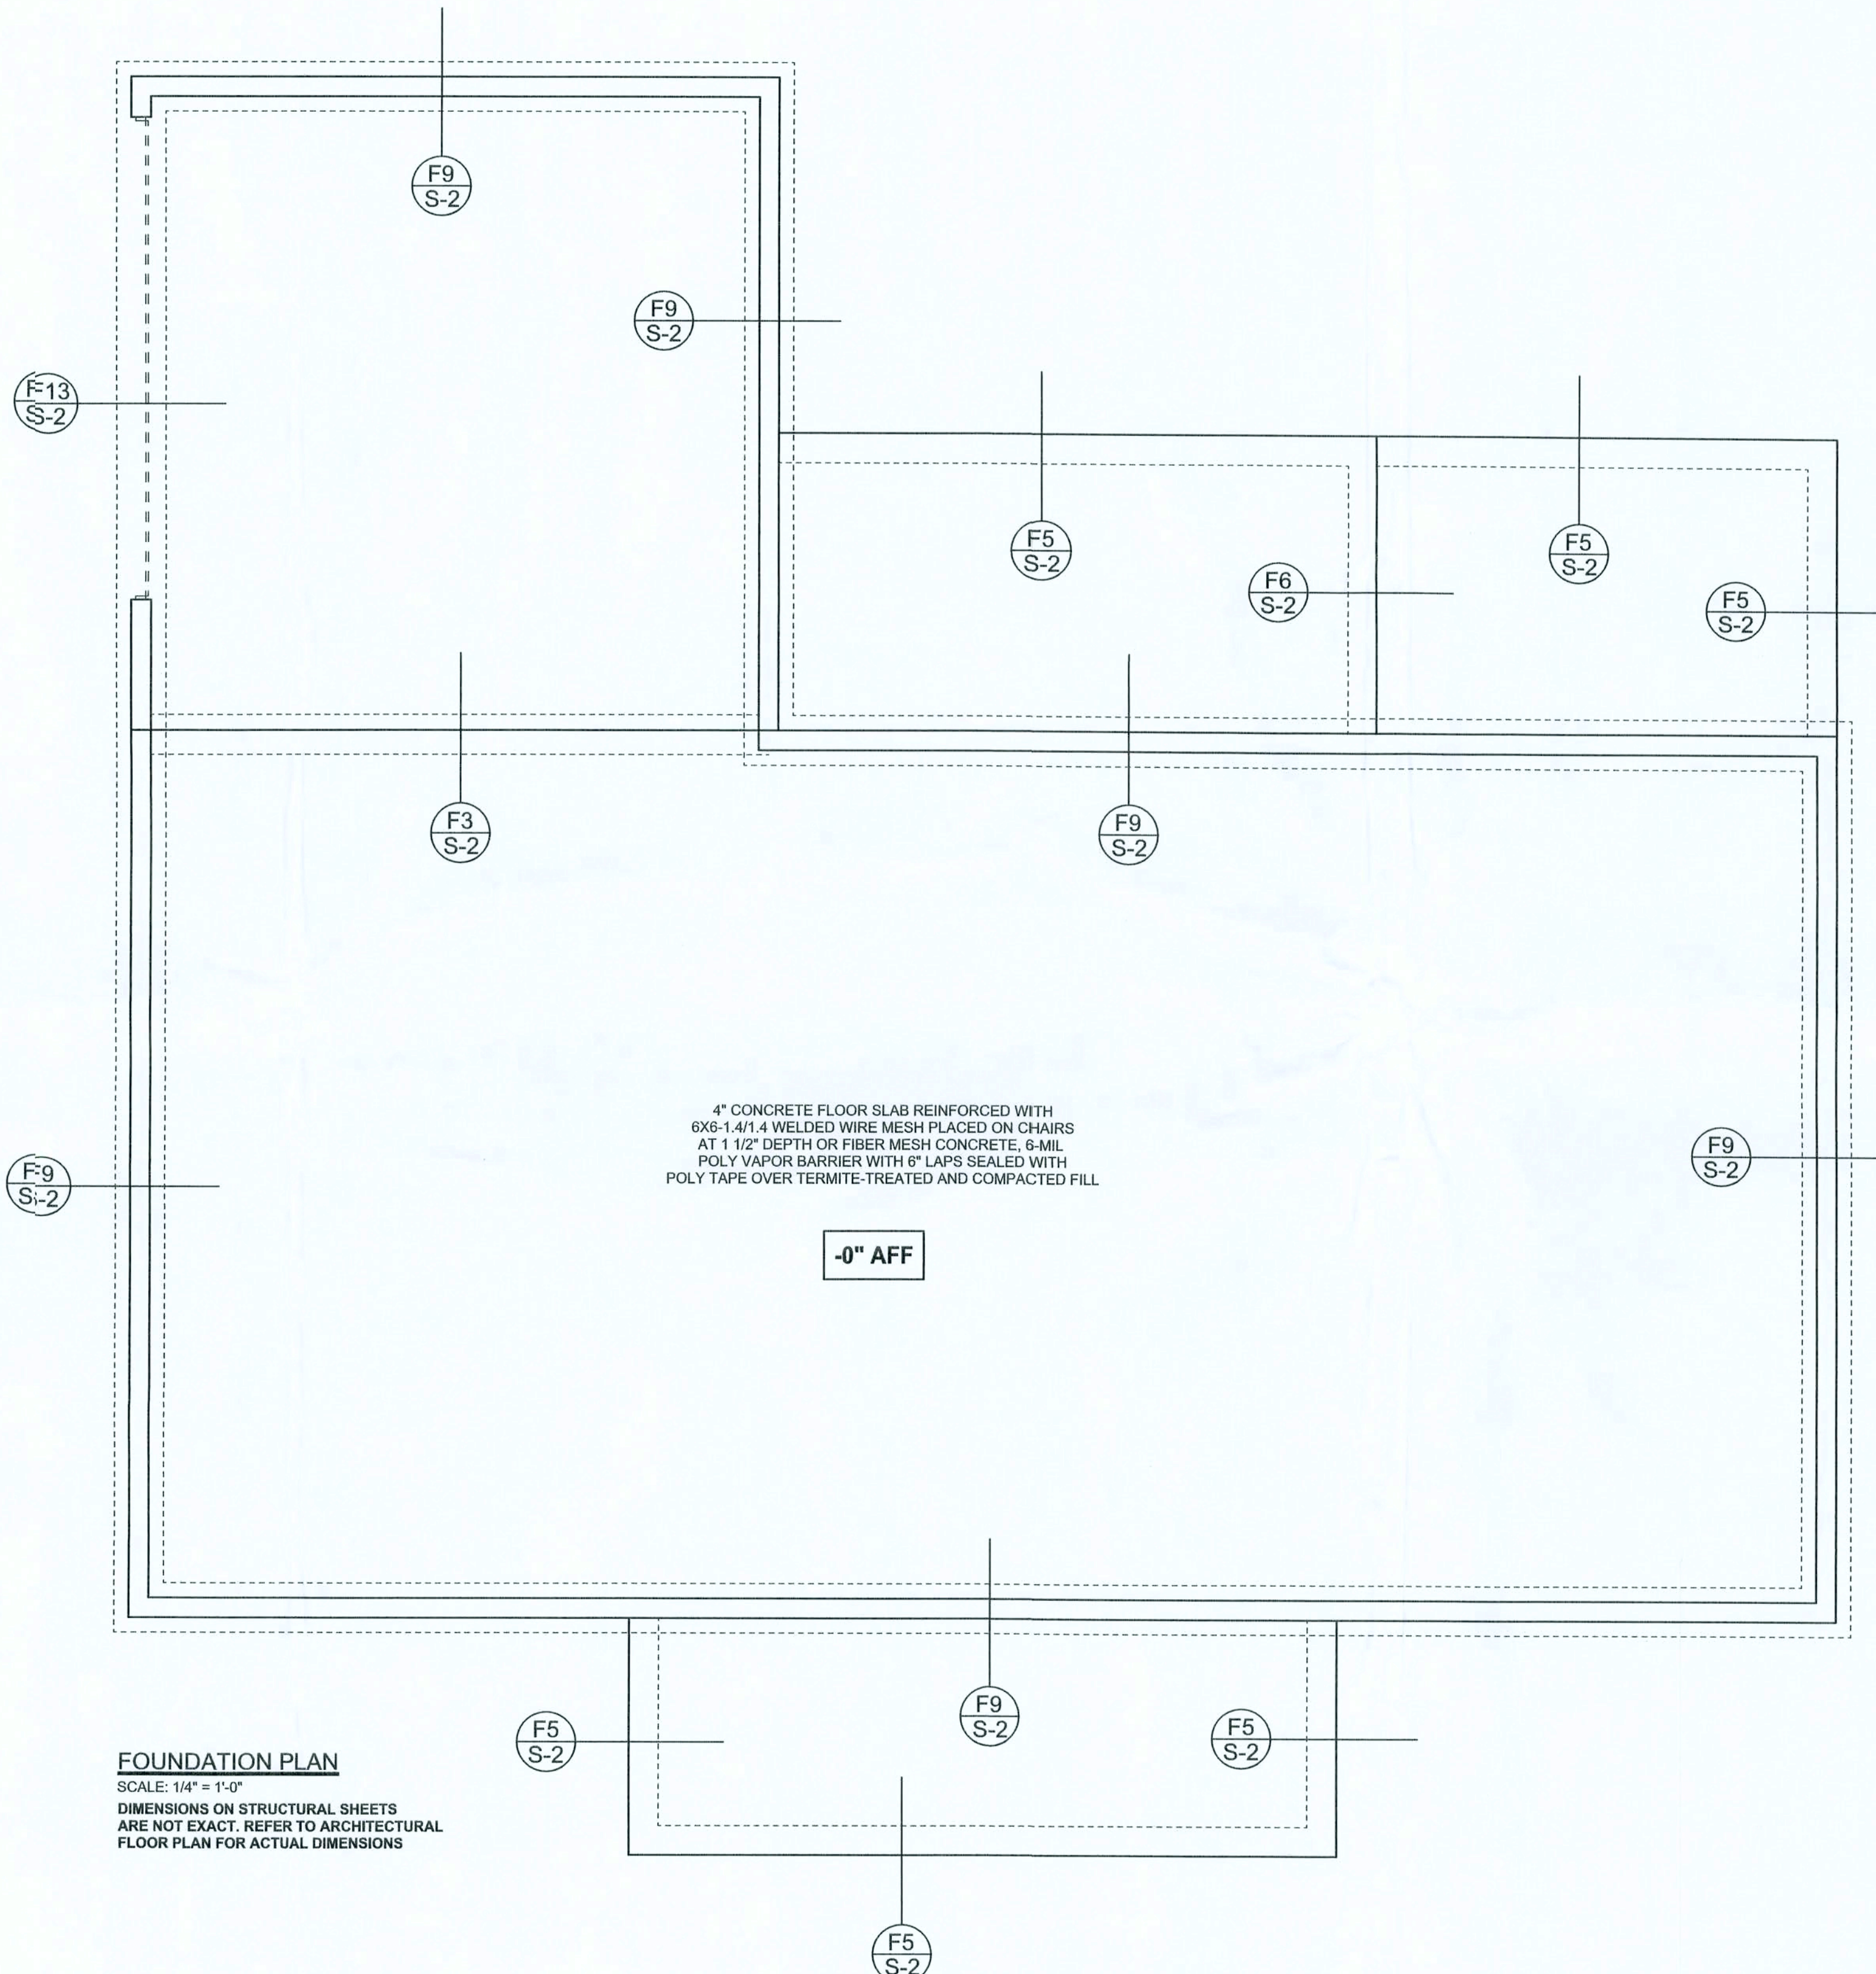 F9
S-2
F9
S-2
F13
S-2
F5
S-2
F5
S-2
F6
S-2
F5
S-2
F3
S-2
F9
S-2
4" CONCRETE FLOOR SLAB REINFORCED WITH
6X6-1.4/1.4 WELDED WIRE MESH PLACED ON CHAIRS
AT 1 1/2" DEPTH OR FIBER MESH CONCRETE, 6-MIL
POLY VAPOR BARRIER WITH 6" LAPS SEALED WITH
POLY TAPE OVER TERMITE-TREATED AND COMPACTED FILL
F9
S-2
F9
S-2
-0" AFF
F9
S-2
F5
S-2
F5
S-2
FOUNDATION PLAN
SCALE: 1/4" = 1'-0"
DIMENSIONS ON STRUCTURAL SHEETS
ARE NOT EXACT. REFER TO ARCHITECTURAL
FLOOR PLAN FOR ACTUAL DIMENSIONS
F5
S-2